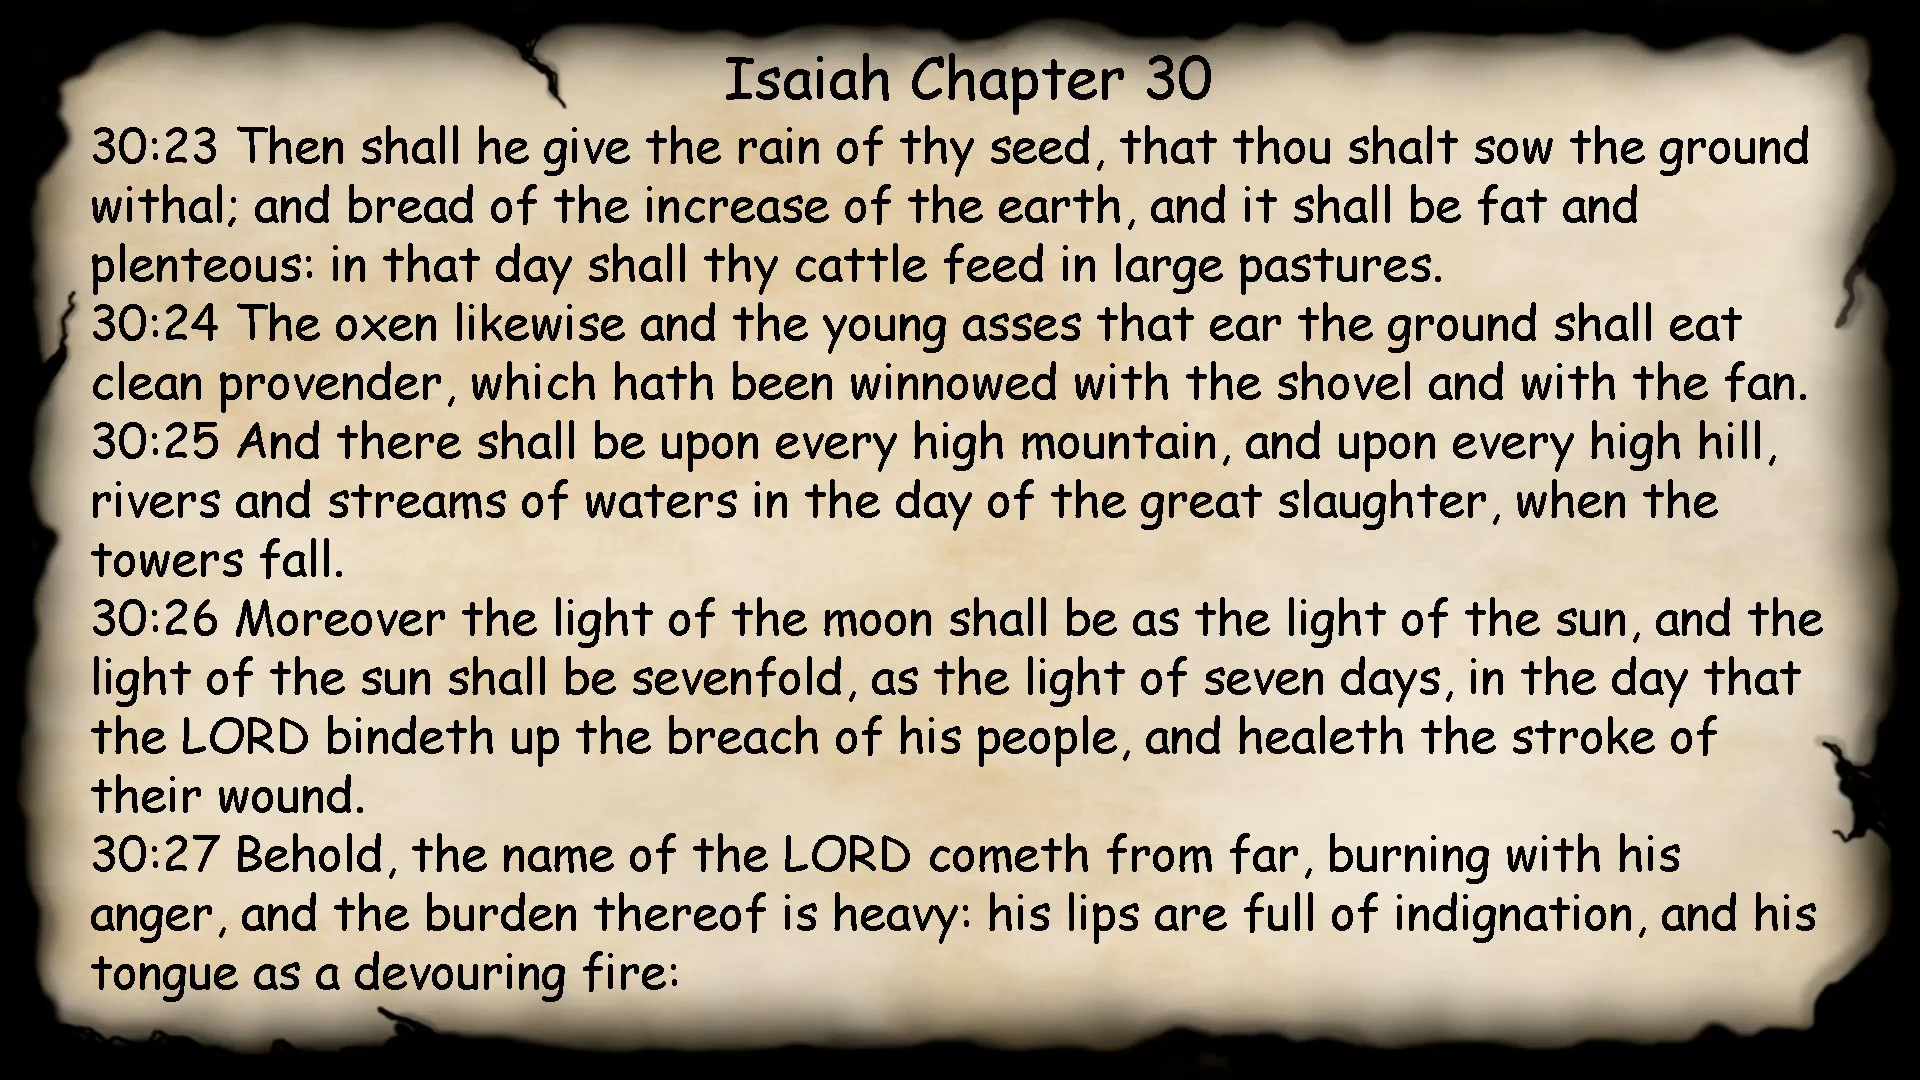 Isaiah Chapter 30
30:23 Then shall he give the rain of thy seed, that thou shalt sow the ground
withal; and bread of the increase of the earth, and it shall be fat and
plenteous: in that day shall thy cattle feed in large pastures.
30:24 The oxen likewise and the young asses that ear the ground shall eat
clean provender, which hath been winnowed with the shovel and with the fan.
30:25 And there shall be upon every high mountain, and upon every high hill,
rivers and streams of waters in the day of the great slaughter, when the
towers fall.
30:26 Moreover the light of the moon shall be as the light of the sun, and the
light of the sun shall be sevenfold, as the light of seven days, in the day that
the LORD bindeth up the breach of his people, and healeth the stroke of
their wound.
30:27 Behold, the name of the LORD cometh from far, burning with his
anger, and the burden thereof is heavy: his lips are full of indignation, and his
tongue as a devouring fire: